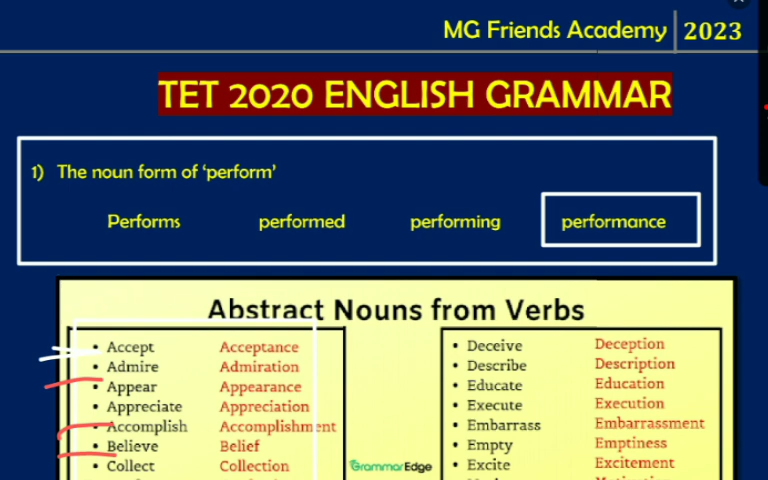 MG Friends Academy 2023
TET 2020 ENGLISH GRAMMAR
1) The noun form of ‘perform’
Performs performed performing performance
Abstract Nouns from Verbs
• Accept Acceptance
• Admire Admiration
• Appear Appearance
• Appreciate Appreciation
• Accomplish Accomplishment
• Believe Belief
• Collect Collection
GrammarEdge
• Deceive Deception
• Describe Description
• Educate Education
• Execute Execution
• Embarrass Embarrassment
• Empty Emptiness
• Excite Excitement